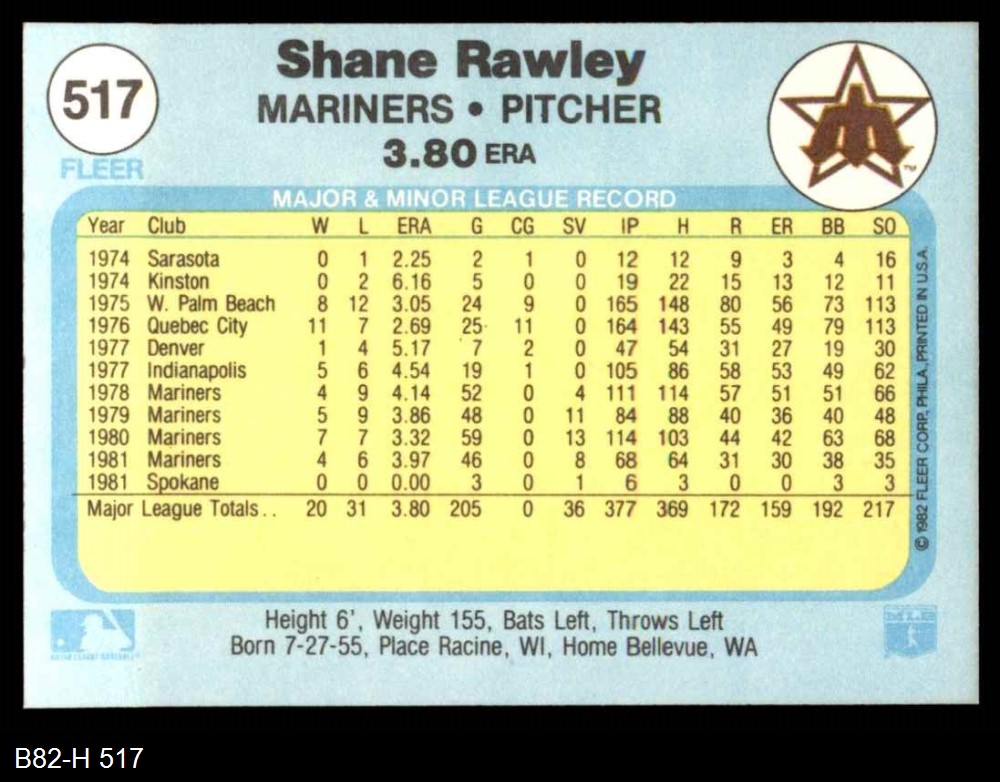 517
FLEER
Shane Rawley
MARINERS • PITCHER
3.80 ERA
TM
MAJOR & MINOR LEAGUE RECORD
Year Club W L ERA G CG SV IP H R ER BB SO
1974 Sarasota 0 1 2.25 2 1 0 12 12 9 3 4 16
1974 Kinston 0 2 6.16 5 0 0 19 22 15 13 12 11
1975 W. Palm Beach 8 12 3.05 24 9 0 165 148 80 56 73 113
1976 Quebec City 11 7 2.69 25 11 0 164 143 55 49 79 113
1977 Denver 1 4 5.17 7 2 0 47 54 31 27 19 30
1977 Indianapolis 5 6 4.54 19 1 0 105 86 58 53 49 62
1978 Mariners 4 9 4.14 52 0 4 111 114 57 51 51 66
1979 Mariners 5 9 3.86 48 0 11 84 88 40 36 40 48
1980 Mariners 7 7 3.32 59 0 13 114 103 44 42 63 68
1981 Mariners 4 6 3.97 46 0 8 68 64 31 30 38 35
1981 Spokane 0 0 0.00 3 0 1 6 3 0 0 3 3
Major League Totals.. 20 31 3.80 205 0 36 377 369 172 159 192 217
© 1982 FLEER CORP., PHILA., PRINTED IN U.S.A.
Height 6', Weight 155, Bats Left, Throws Left
Born 7-27-55, Place Racine, WI, Home Bellevue, WA
B82-H 517